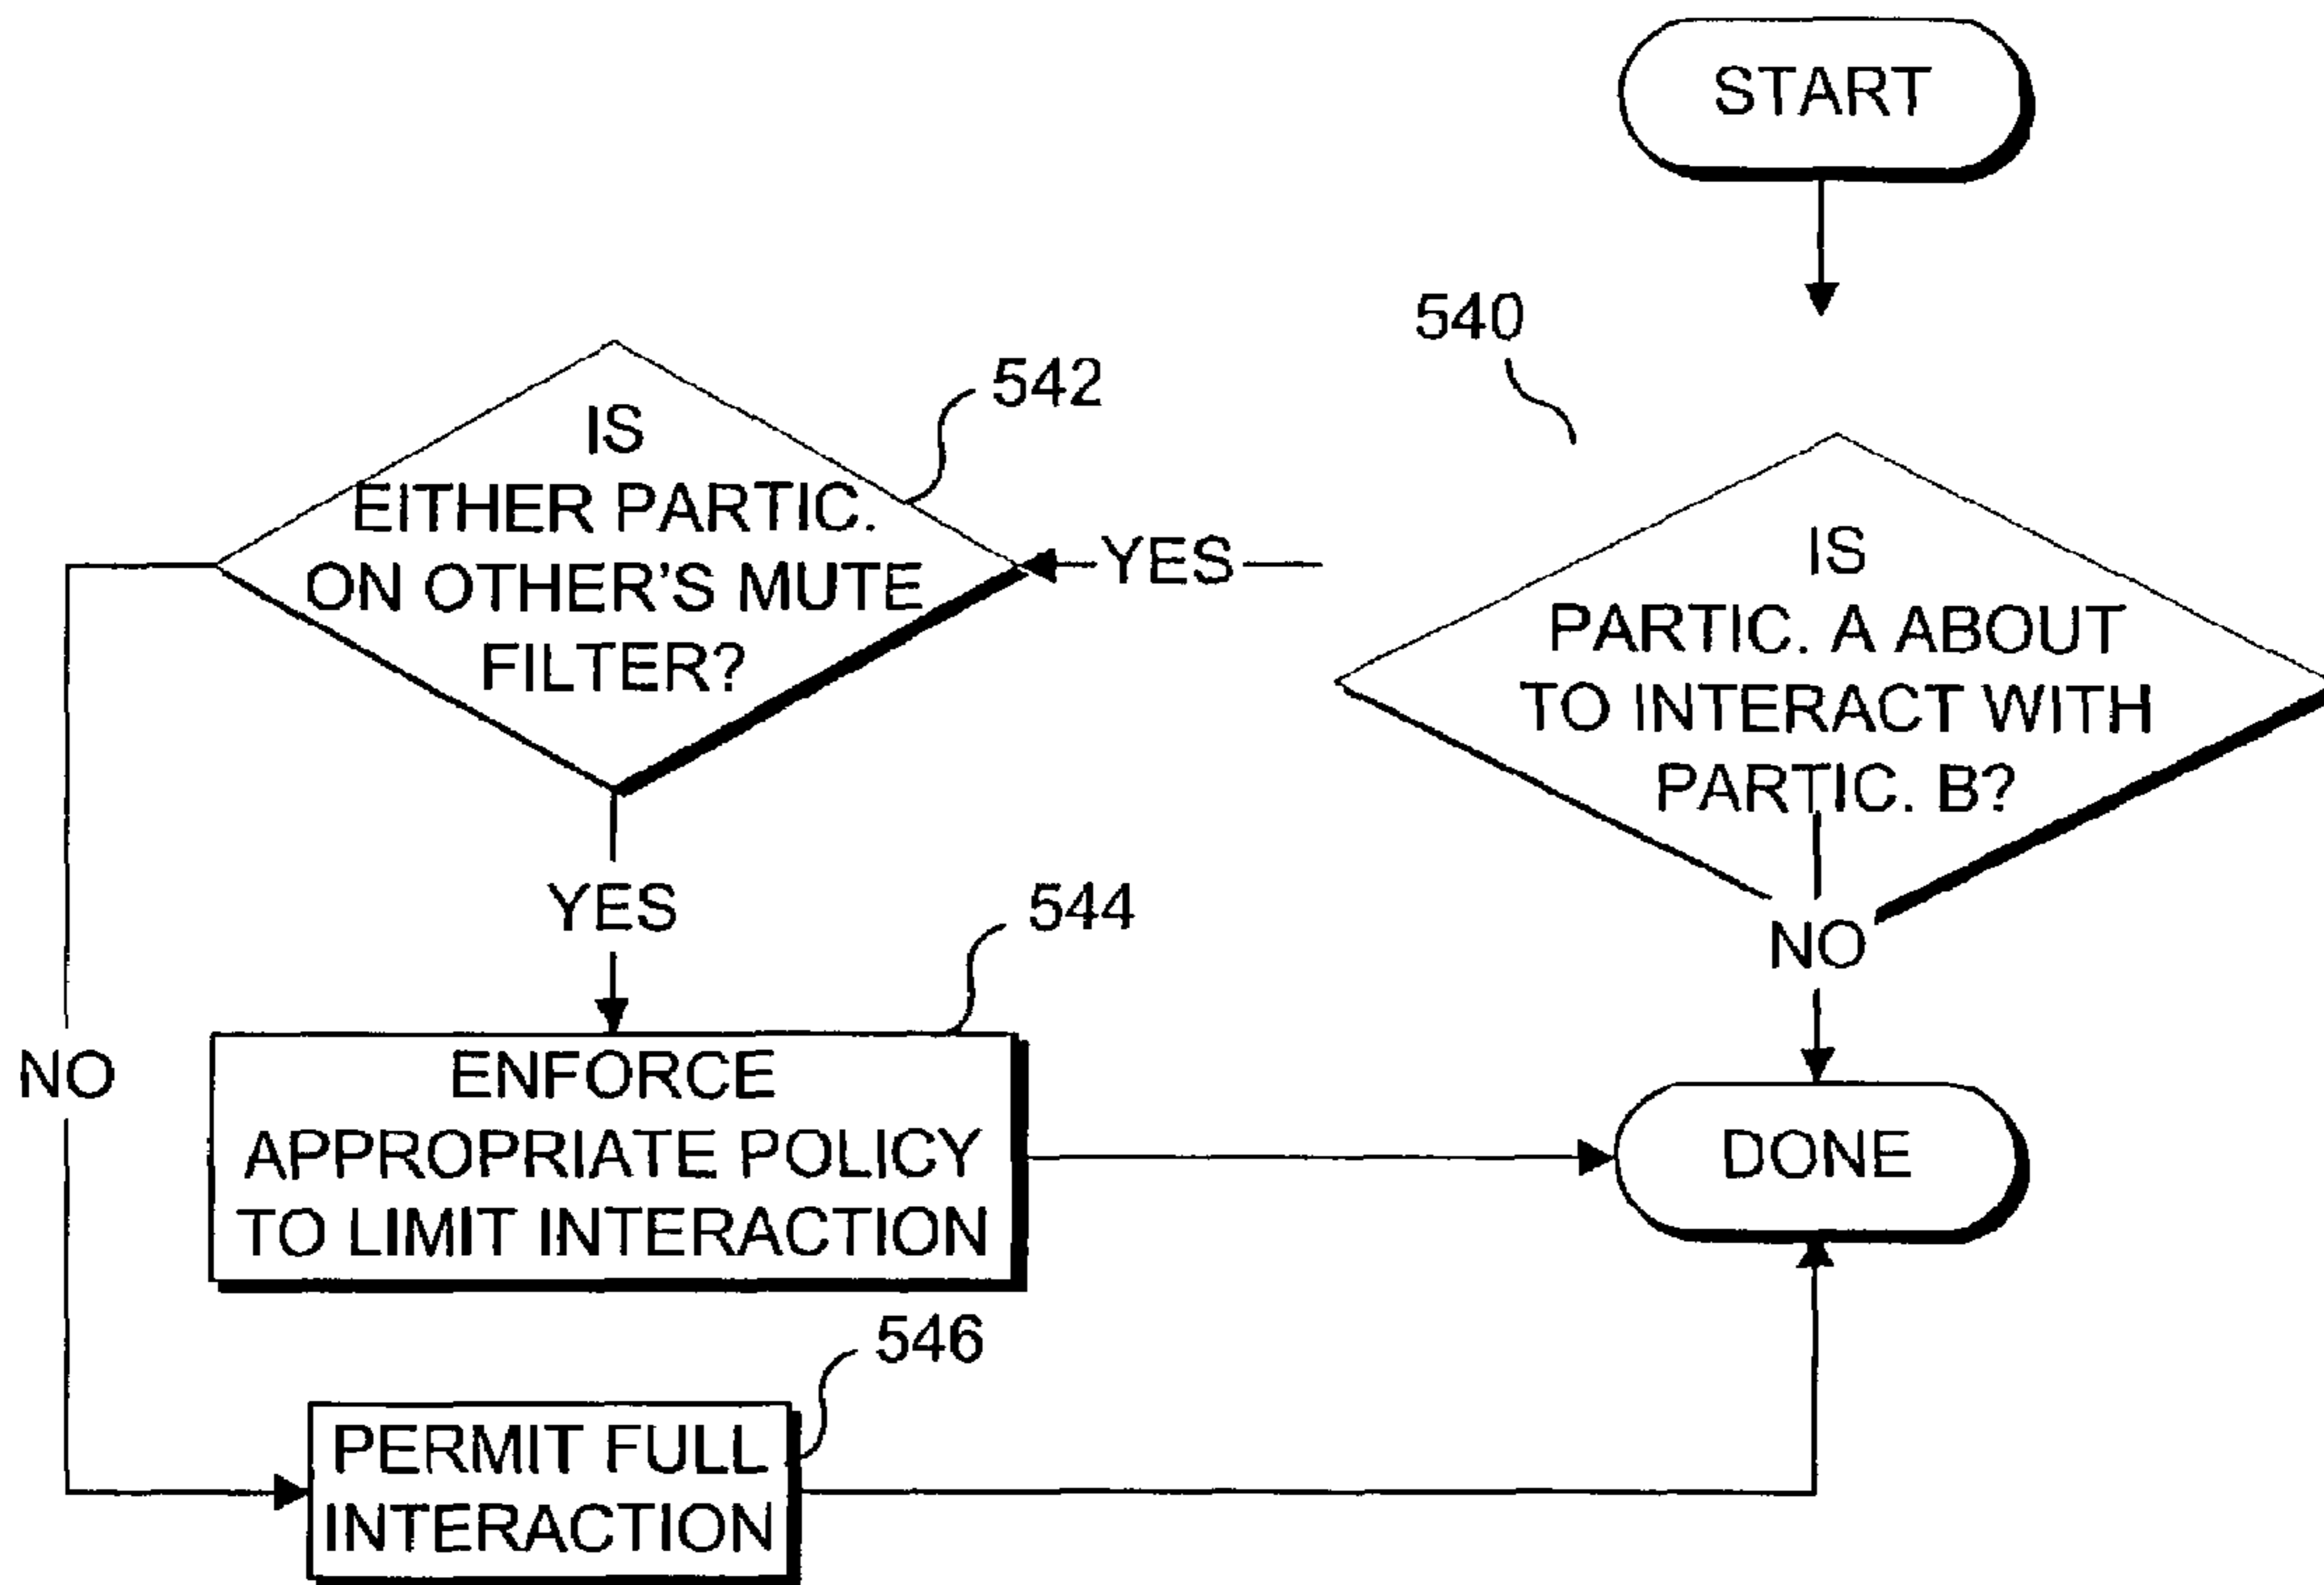 START
540
IS
PARTIC. A ABOUT
TO INTERACT WITH
PARTIC. B?
YES
NO
542
IS
EITHER PARTIC.
ON OTHER'S MUTE
FILTER?
YES
NO
544
ENFORCE
APPROPRIATE POLICY
TO LIMIT INTERACTION
546
PERMIT FULL
INTERACTION
DONE